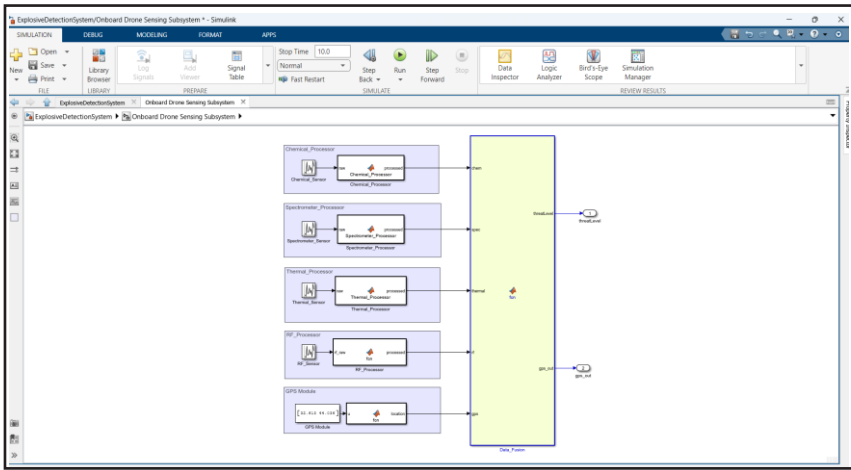 ExplosiveDetectionSystem/Onboard Drone Sensing Subsystem * - Simulink
SIMULATION DEBUG MODELING FORMAT APPS
New
Open
Save
Print
FILE
Library Browser
LIBRARY
Log Signals
Add Viewer
Signal Table
PREPARE
Stop Time 10.0
Normal
Fast Restart
Step Back
Run
Step Forward
Stop
SIMULATE
Data Inspector
Logic Analyzer
Bird's-Eye Scope
Simulation Manager
REVIEW RESULTS
ExplosiveDetectionSystem Onboard Drone Sensing Subsystem
ExplosiveDetectionSystem Onboard Drone Sensing Subsystem
Property Inspector
Chemical_Processor
raw processed
Chemical_Processor
Chemical_Sensor
Chemical_Processor
chem
Spectrometer_Processor
raw processed
Spectrometer_Processor
Spectrometer_Sensor
Spectrometer_Processor
spec
threatLevel
1
threatLevel
Thermal_Processor
raw processed
Thermal_Processor
Thermal_Sensor
Thermal_Processor
thermal
fcn
RF_Processor
rf_raw processed
fcn
RF_Sensor
RF_Processor
rf
gps_out
2
gps_out
GPS Module
location
fcn
GPS Module
gps
Data_Fusion